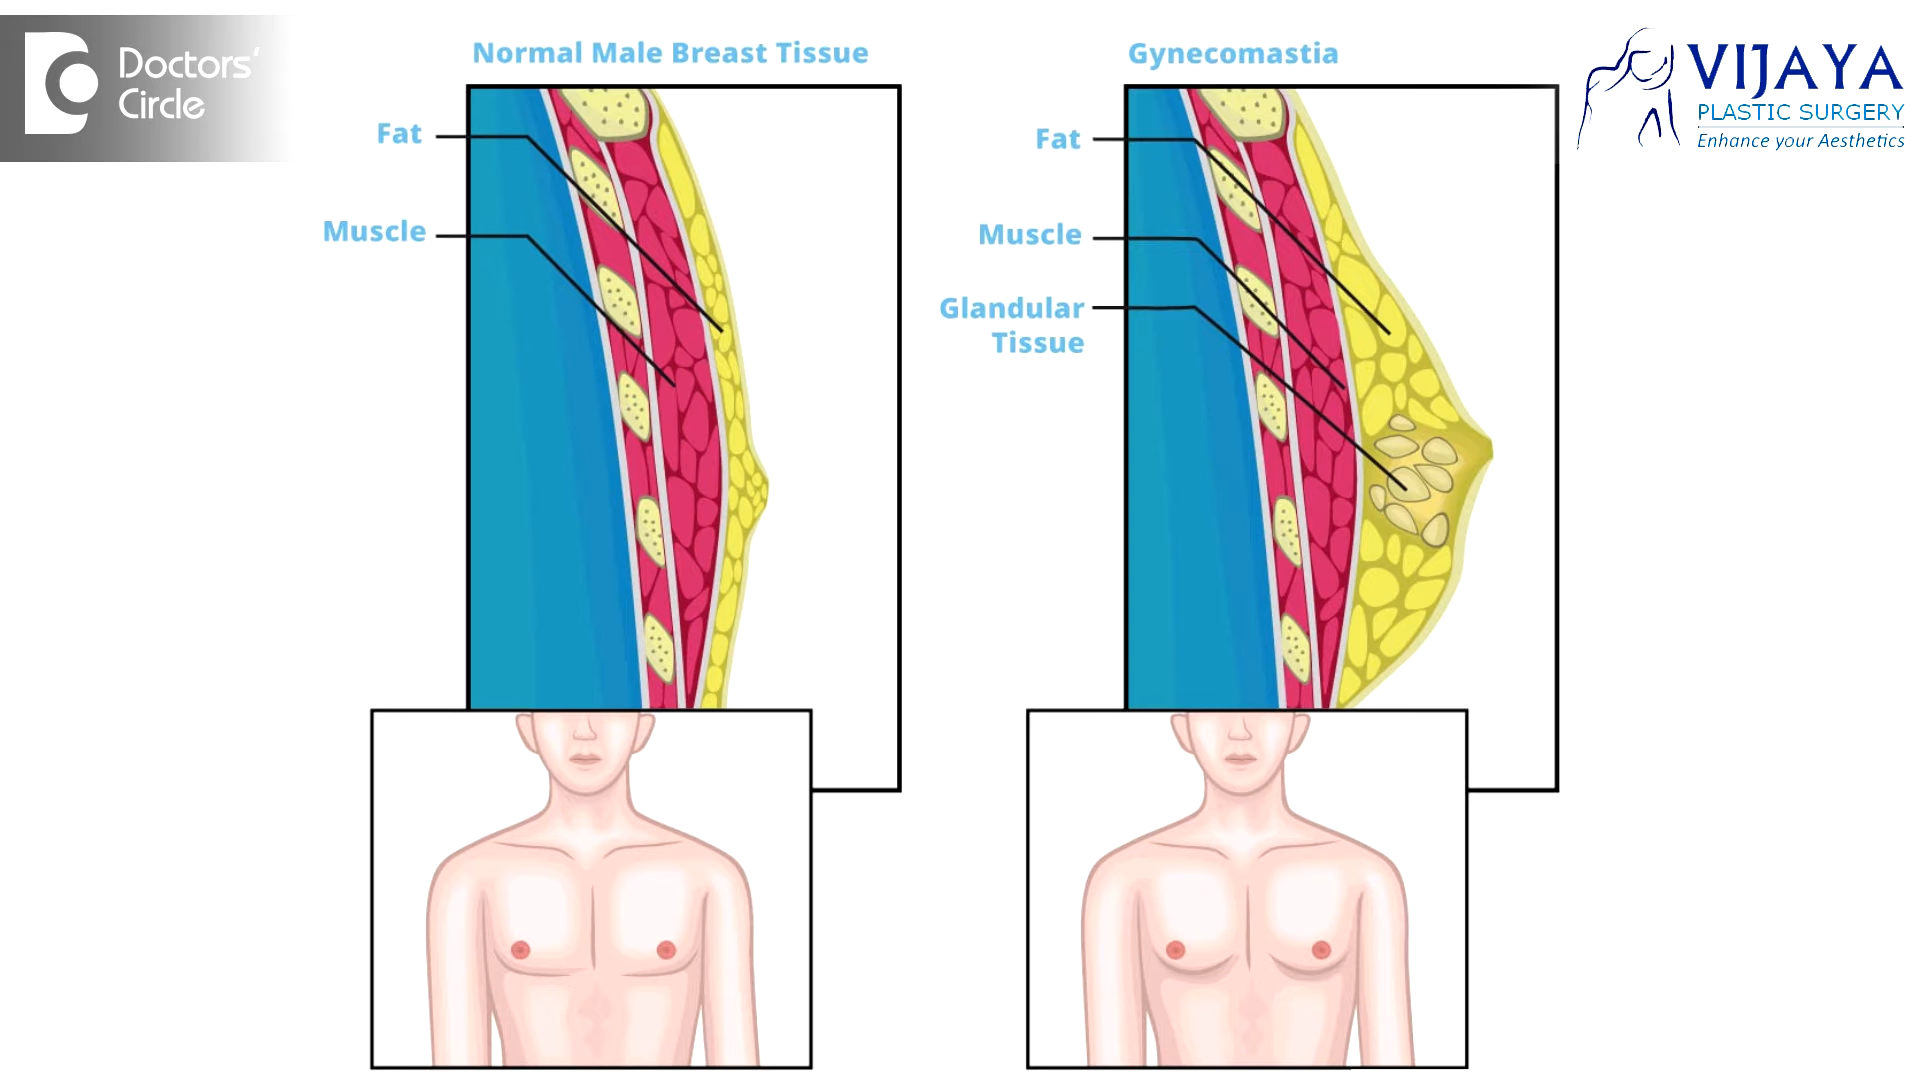 Doctors'
Circle
Normal Male Breast Tissue
Fat
Muscle
Gynecomastia
Fat
Muscle
Glandular
Tissue
VIJAYA
PLASTIC SURGERY
Enhance your Aesthetics